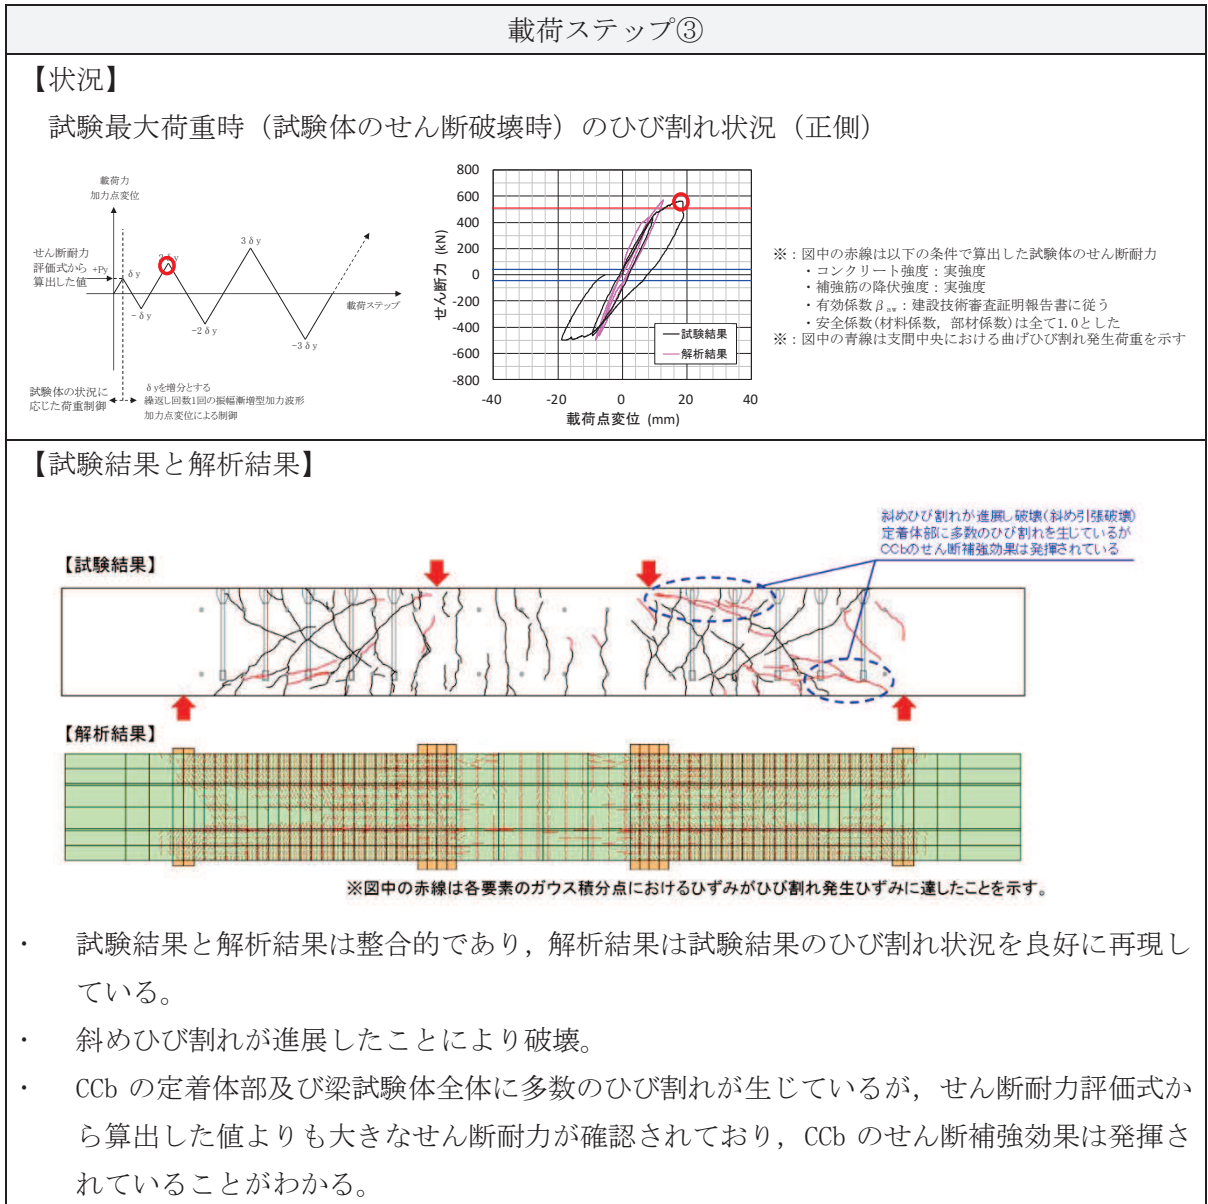 載荷ステップ③
【状況】
試験最大荷重時（試験体のせん断破壊時）のひび割れ状況（正側）
載荷力
加力点変位
せん断耐力
評価式から
算出した値
+Py
δy
3δy
-δy
-2δy
-3δy
載荷ステップ
試験体の状況に
応じた荷重制御
δyを増分とする
繰返し回数1回の振幅漸増型加力波形
加力点変位による制御
せん断力 (kN)
800
600
400
200
0
-200
-400
-600
-800
-40
-20
0
20
40
載荷点変位 (mm)
試験結果
解析結果
※：図中の赤線は以下の条件で算出した試験体のせん断耐力
・コンクリート強度：実強度
・補強筋の降伏強度：実強度
・有効係数βaw：建設技術審査証明報告書に従う
・安全係数(材料係数，部材係数)は全て1.0とした
※：図中の青線は支間中央における曲げひび割れ発生荷重を示す
【試験結果と解析結果】
斜めひび割れが進展し破壊(斜め引張破壊)
定着体部に多数のひび割れを生じているが
CCbのせん断補強効果は発揮されている
【試験結果】
【解析結果】
※図中の赤線は各要素のガウス積分点におけるひずみがひび割れ発生ひずみに達したことを示す。
・ 試験結果と解析結果は整合的であり，解析結果は試験結果のひび割れ状況を良好に再現し
ている。
・ 斜めひび割れが進展したことにより破壊。
・ CCb の定着体部及び梁試験体全体に多数のひび割れが生じているが，せん断耐力評価式か
ら算出した値よりも大きなせん断耐力が確認されており，CCb のせん断補強効果は発揮さ
れていることがわかる。